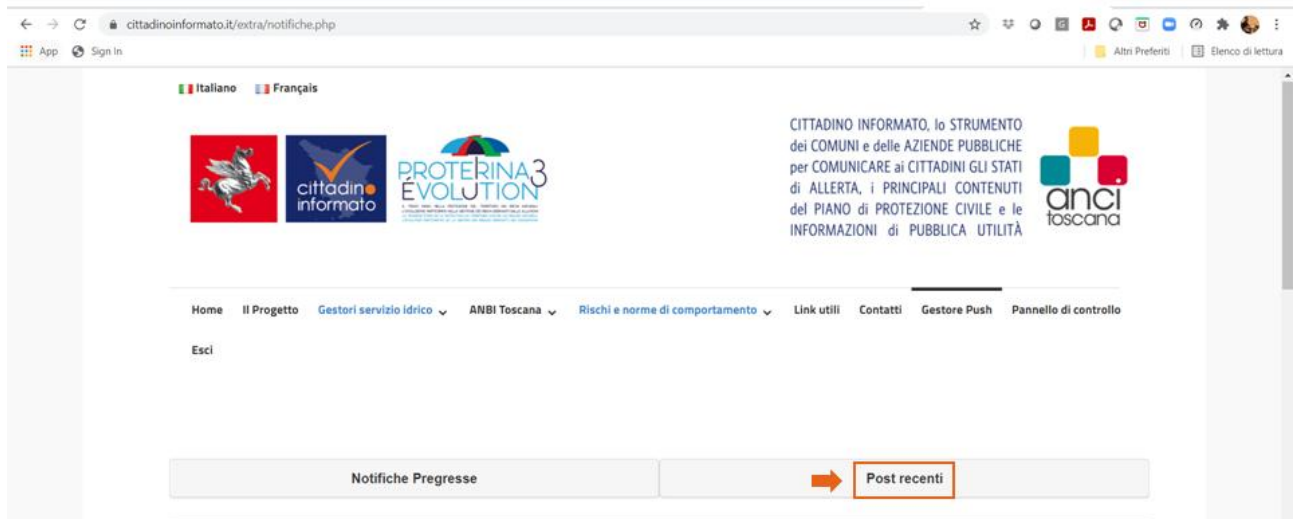 cittadinoinformato.it/extra/notifiche.php
App Sign In Altri Preferiti Elenco di lettura
Italiano Français
cittadino
informato
PROTERINA3
ÉVOLUTION
CITTADINO INFORMATO, lo STRUMENTO
dei COMUNI e delle AZIENDE PUBBLICHE
per COMUNICARE ai CITTADINI GLI STATI
di ALLERTA, i PRINCIPALI CONTENUTI
del PIANO di PROTEZIONE CIVILE e le
INFORMAZIONI di PUBBLICA UTILITÀ
anci
toscana
Home Il Progetto Gestori servizio idrico ANBI Toscana Rischi e norme di comportamento Link utili Contatti Gestore Push Pannello di controllo
Esci
Notifiche Pregresse Post recenti